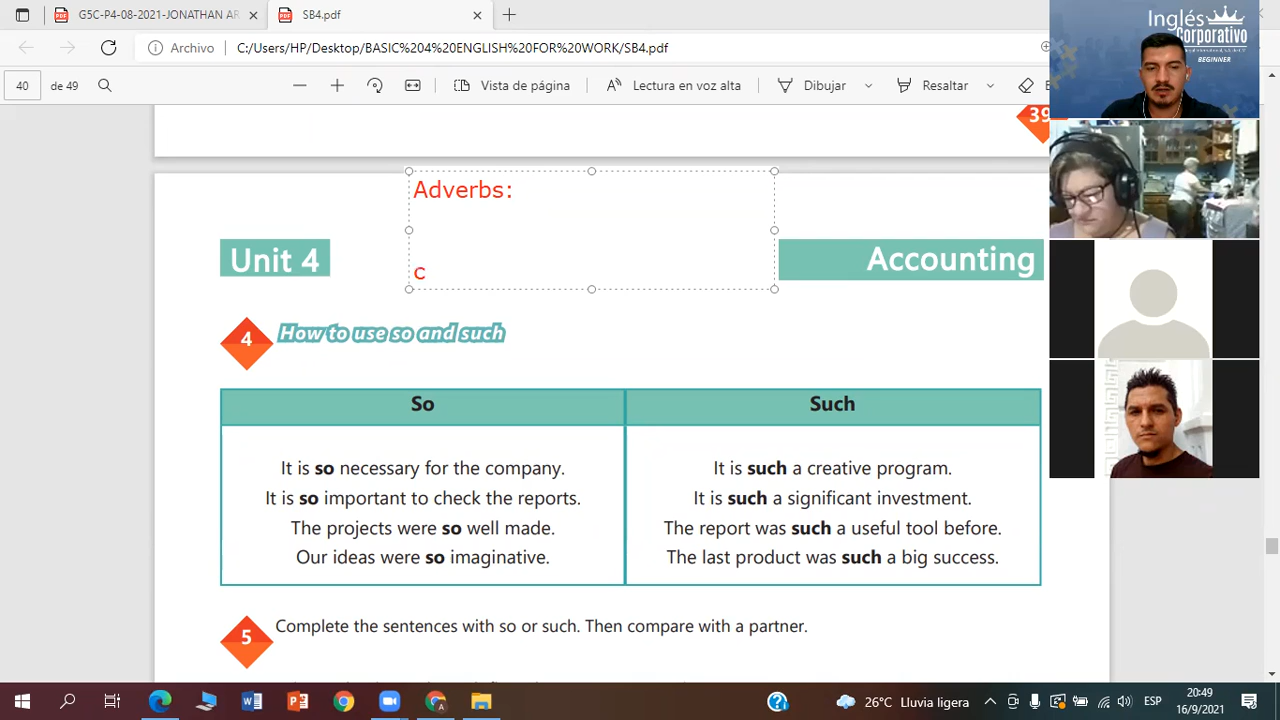 G5C-P4-08-2021-JONATHAN AR
SB4.pdf
Archivo
C:/Users/HP/Desktop/BASIC%204%20ENGLISH%20FOR%20WORK/SB4.pdf
40 de 49
Vista de página
Lectura en voz alta
Dibujar
Resaltar
39
Adverbs:
c
Unit 4
Accounting
4 How to use so and such
So
Such
It is so necessary for the company.
It is so important to check the reports.
The projects were so well made.
Our ideas were so imaginative.
It is such a creative program.
It is such a significant investment.
The report was such a useful tool before.
The last product was such a big success.
5 Complete the sentences with so or such. Then compare with a partner.
Inglés
Corporativo
BEGINNER
26°C Lluvia ligera
ESP
20:49
16/9/2021